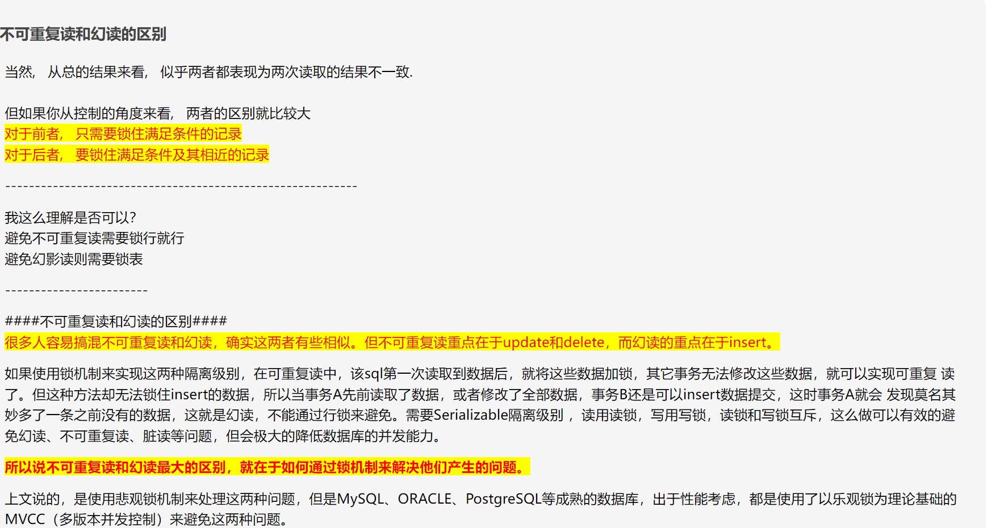 不可重复读和幻读的区别
当然， 从总的结果来看， 似乎两者都表现为两次读取的结果不一致.
但如果你从控制的角度来看， 两者的区别就比较大
对于前者， 只需要锁住满足条件的记录
对于后者， 要锁住满足条件及其相近的记录
-----------------------------------------------------------
我这么理解是否可以？
避免不可重复读需要锁行就行
避免幻影读则需要锁表
------------------------
####不可重复读和幻读的区别####
很多人容易搞混不可重复读和幻读，确实这两者有些相似。但不可重复读重点在于update和delete，而幻读的重点在于insert。
如果使用锁机制来实现这两种隔离级别，在可重复读中，该sql第一次读取到数据后，就将这些数据加锁，其它事务无法修改这些数据，就可以实现可重复 读
了。但这种方法却无法锁住insert的数据，所以当事务A先前读取了数据，或者修改了全部数据，事务B还是可以insert数据提交，这时事务A就会 发现莫名其
妙多了一条之前没有的数据，这就是幻读，不能通过行锁来避免。需要Serializable隔离级别 ，读用读锁，写用写锁，读锁和写锁互斥，这么做可以有效的避
免幻读、不可重复读、脏读等问题，但会极大的降低数据库的并发能力。
所以说不可重复读和幻读最大的区别，就在于如何通过锁机制来解决他们产生的问题。
上文说的，是使用悲观锁机制来处理这两种问题，但是MySQL、ORACLE、PostgreSQL等成熟的数据库，出于性能考虑，都是使用了以乐观锁为理论基础的
MVCC（多版本并发控制）来避免这两种问题。